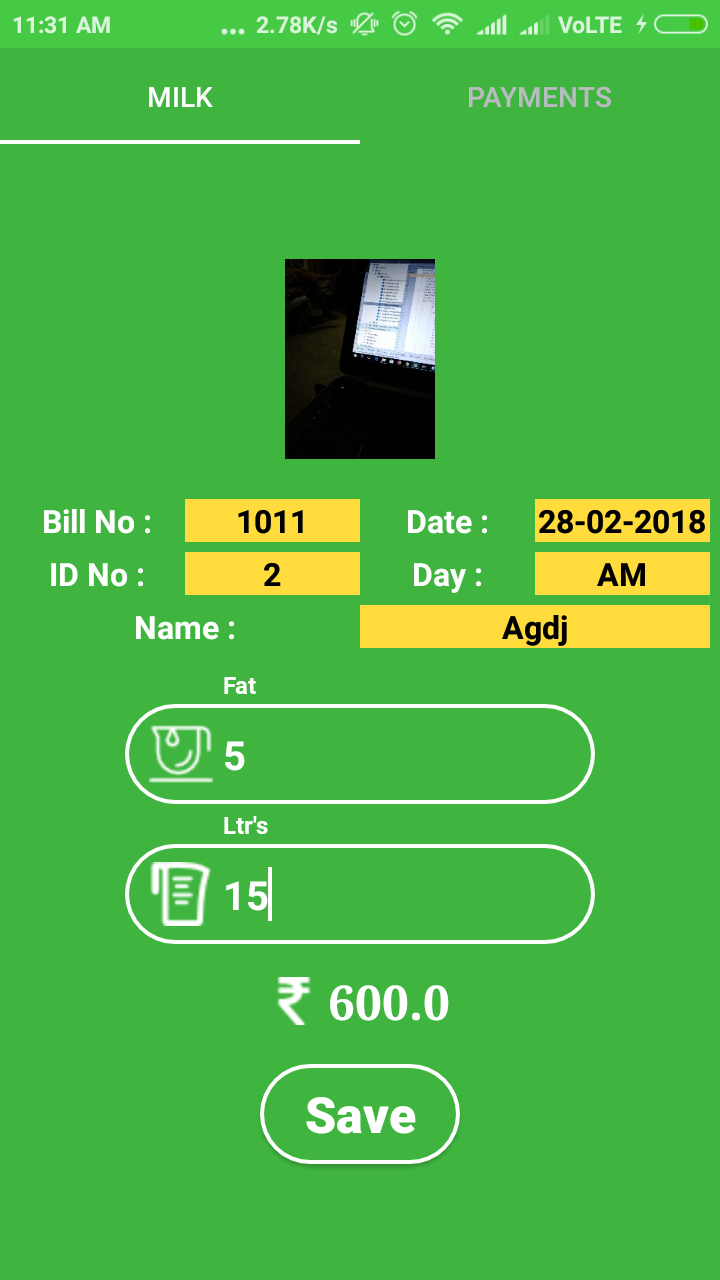 11:31 AM ... 2.78K/s VoLTE
MILK PAYMENTS
Bill No : 1011 Date : 28-02-2018
ID No : 2 Day : AM
Name : Agdj
Fat
5
Ltr's
15
₹ 600.0
Save